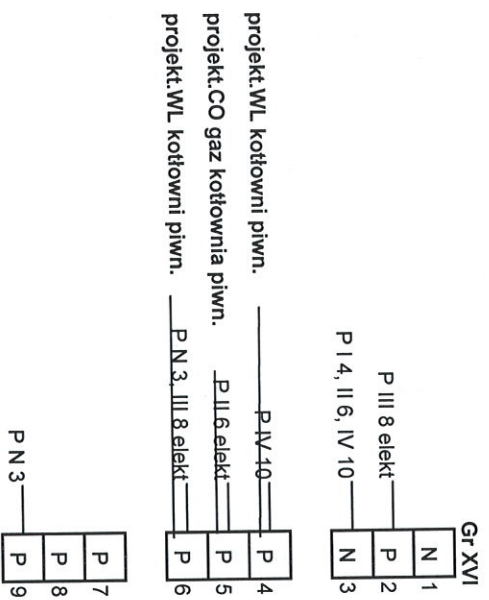 Gr XVI
N 1
P III 8 elekt P 2
P I 4, II 6, IV 10 N 3
projekt.WL kotłowni piwn. P IV 10 P 4
projekt.CO gaz kotłownia piwn. P II 6 elekt P 5
projekt.WL kotłowni piwn. P N 3, III 8 elekt P 6
P 7
P 8
P N 3 P 9